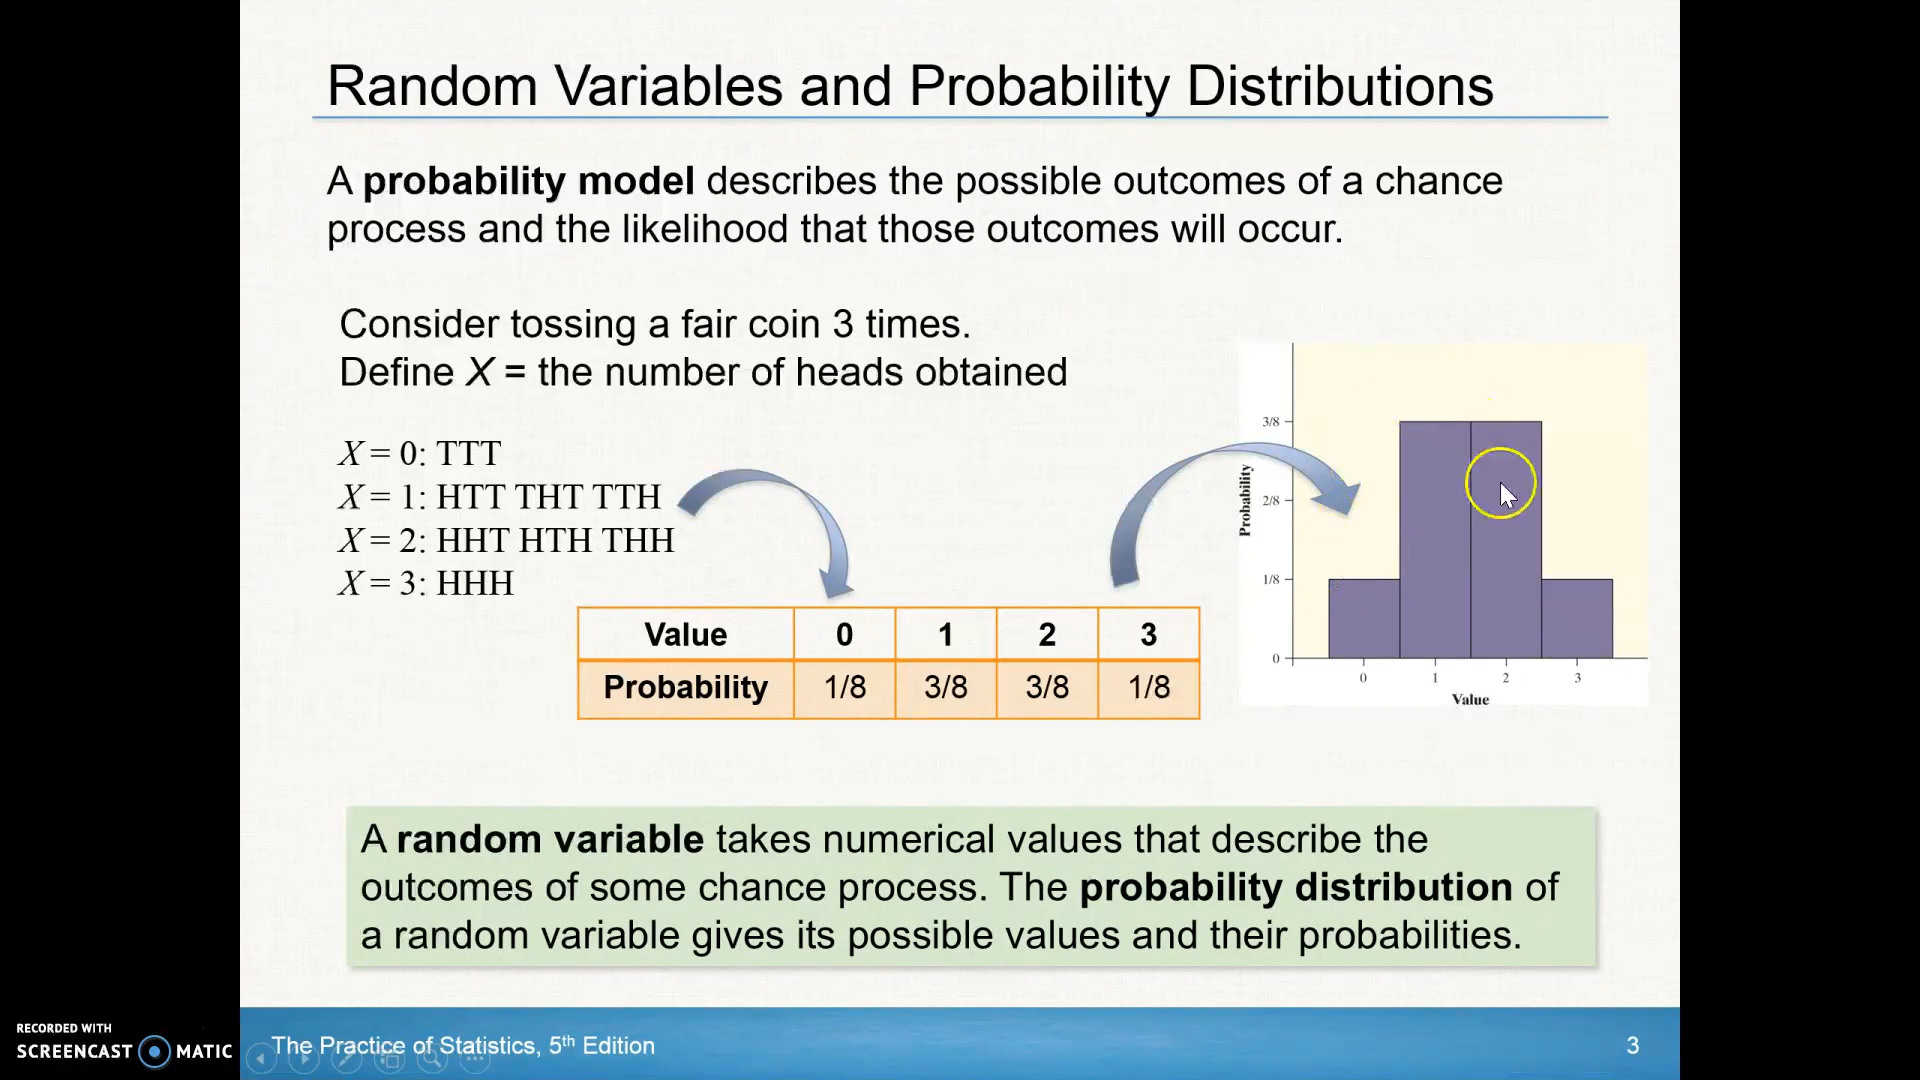 Random Variables and Probability Distributions
A probability model describes the possible outcomes of a chance
process and the likelihood that those outcomes will occur.
Consider tossing a fair coin 3 times.
Define X = the number of heads obtained
X = 0: TTT
X = 1: HTT THT TTH
X = 2: HHT HTH THH
X = 3: HHH
Value 0 1 2 3
Probability 1/8 3/8 3/8 1/8
Probability
3/8
2/8
1/8
0
0 1 2 3
Value
A random variable takes numerical values that describe the
outcomes of some chance process. The probability distribution of
a random variable gives its possible values and their probabilities.
RECORDED WITH
SCREENCAST MATIC
The Practice of Statistics, 5th Edition
3